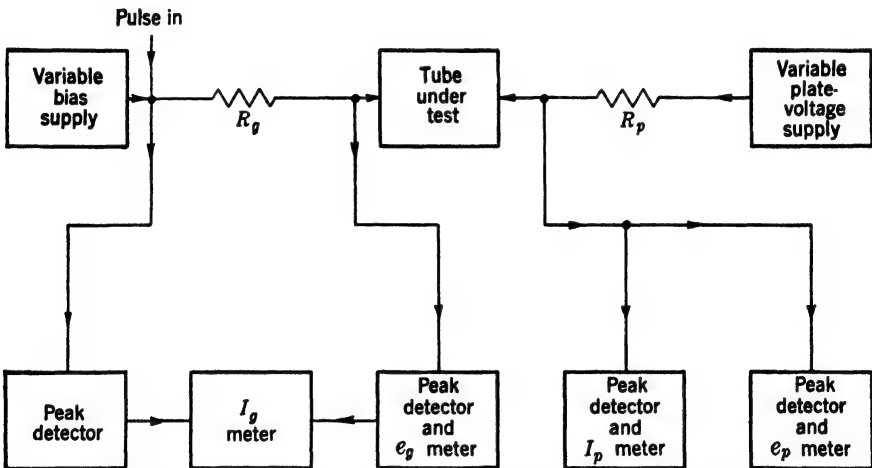 Pulse in
Variable
bias
supply
R_g
Tube
under
test
R_p
Variable
plate-
voltage
supply
Peak
detector
I_g
meter
Peak
detector
and
e_g meter
Peak
detector
and
I_p meter
Peak
detector
and
e_p meter